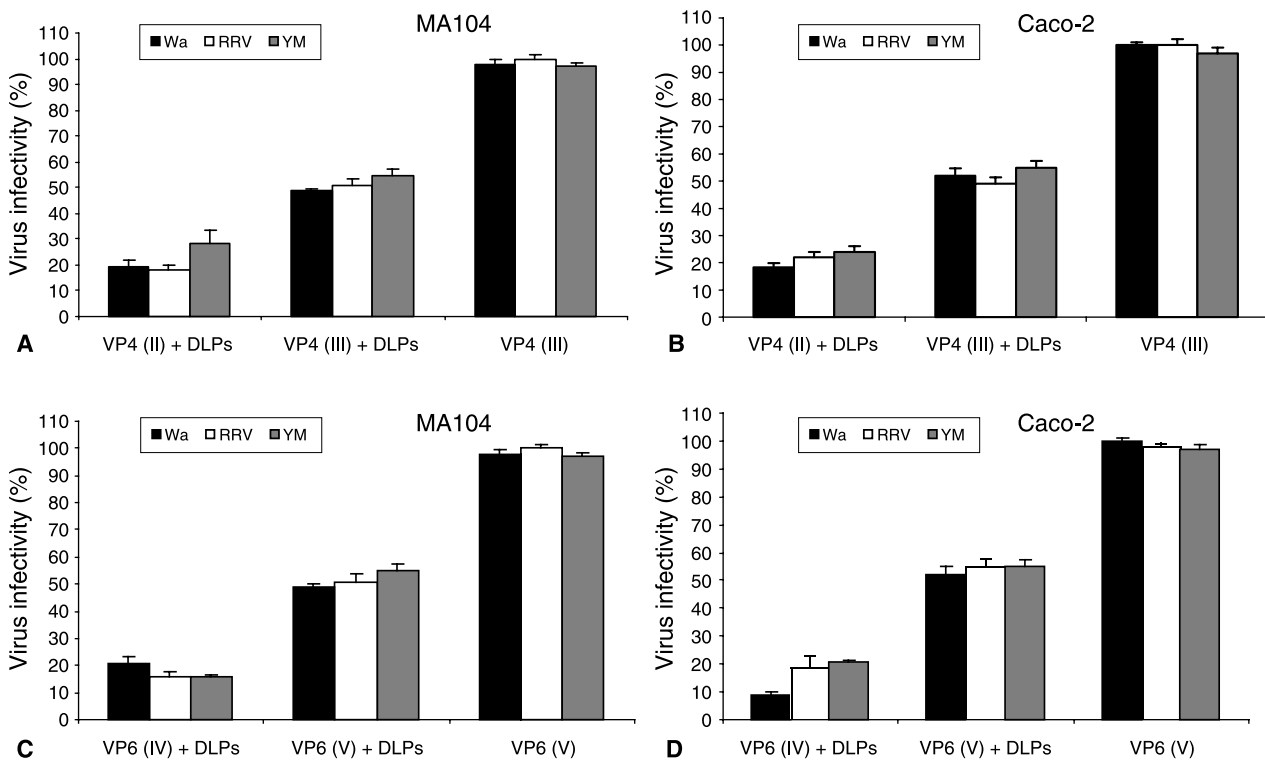 MA104
Wa RRV YM
Virus infectivity (%)
110
100
90
80
70
60
50
40
30
20
10
0
A
VP4 (II) + DLPs VP4 (III) + DLPs VP4 (III)
Caco-2
Wa RRV YM
Virus infectivity (%)
110
100
90
80
70
60
50
40
30
20
10
0
B
VP4 (II) + DLPs VP4 (III) + DLPs VP4 (III)
MA104
Wa RRV YM
Virus infectivity (%)
110
100
90
80
70
60
50
40
30
20
10
0
C
VP6 (IV) + DLPs VP6 (V) + DLPs VP6 (V)
Caco-2
Wa RRV YM
Virus infectivity (%)
110
100
90
80
70
60
50
40
30
20
10
0
D
VP6 (IV) + DLPs VP6 (V) + DLPs VP6 (V)